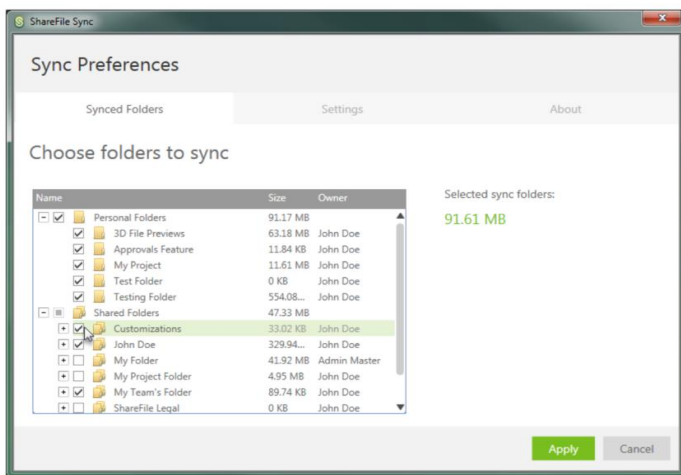 ShareFile Sync
Sync Preferences
Synced Folders Settings About
Choose folders to sync
Name Size Owner
Selected sync folders:
91.61 MB
Personal Folders 91.17 MB
3D File Previews 63.18 MB John Doe
Approvals Feature 11.84 KB John Doe
My Project 11.61 MB John Doe
Test Folder 0 KB John Doe
Testing Folder 554.08... John Doe
Shared Folders 47.33 MB
Customizations 33.02 KB John Doe
John Doe 329.94... John Doe
My Folder 41.92 MB Admin Master
My Project Folder 4.95 MB John Doe
My Team's Folder 89.74 KB John Doe
ShareFile Legal 0 KB John Doe
Apply Cancel